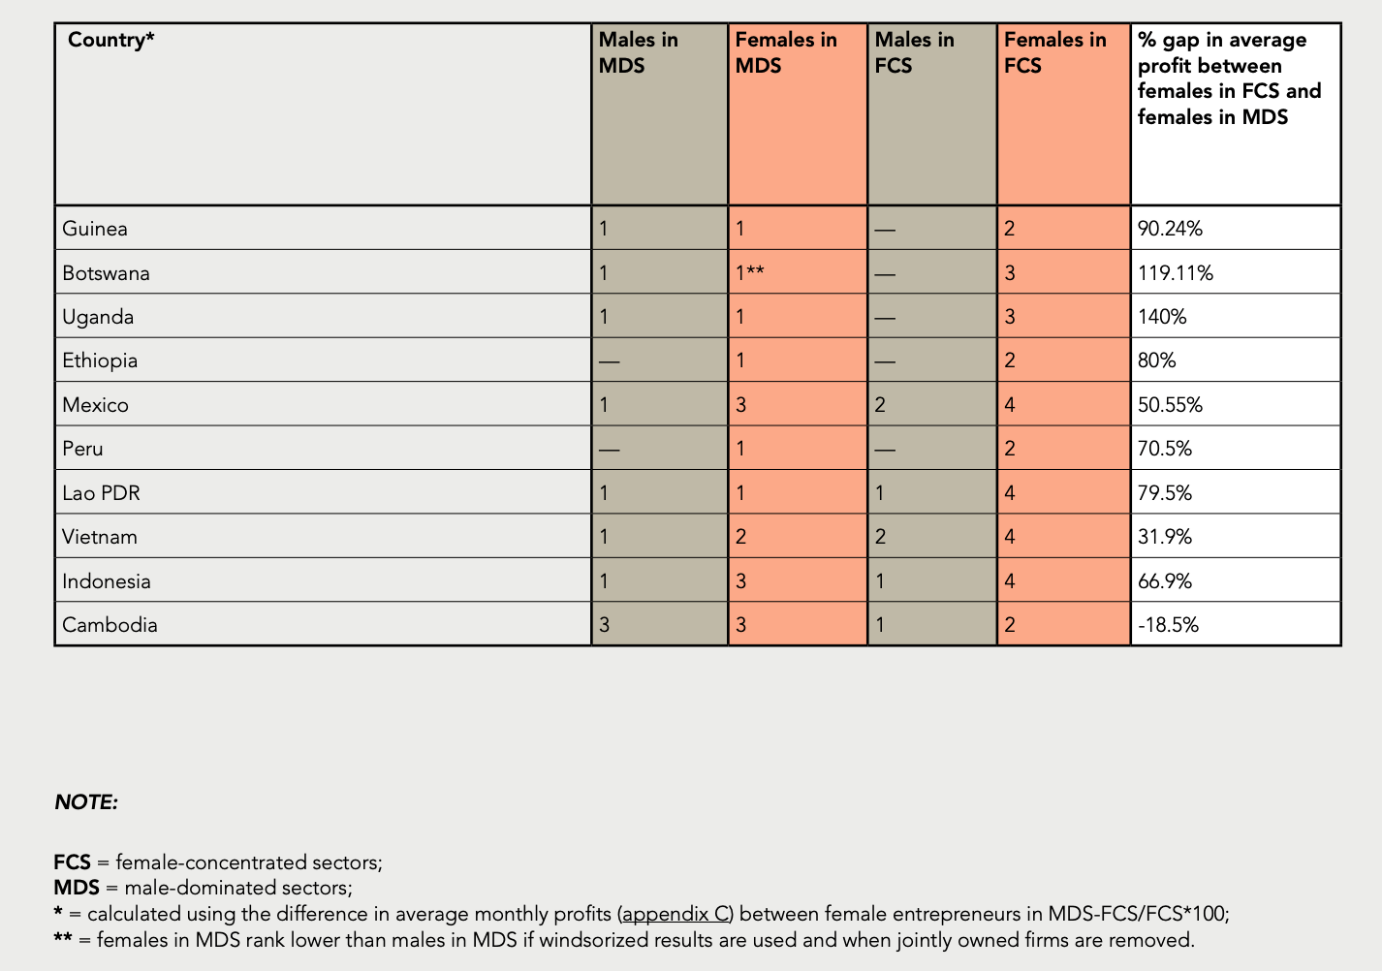 Country* Males in MDS Females in MDS Males in FCS Females in FCS % gap in average profit between females in FCS and females in MDS
Guinea 1 1 — 2 90.24%
Botswana 1 1** — 3 119.11%
Uganda 1 1 — 3 140%
Ethiopia — 1 — 2 80%
Mexico 1 3 2 4 50.55%
Peru — 1 — 2 70.5%
Lao PDR 1 1 1 4 79.5%
Vietnam 1 2 2 4 31.9%
Indonesia 1 3 1 4 66.9%
Cambodia 3 3 1 2 -18.5%
NOTE:
FCS = female-concentrated sectors;
MDS = male-dominated sectors;
* = calculated using the difference in average monthly profits (appendix C) between female entrepreneurs in MDS-FCS/FCS*100;
** = females in MDS rank lower than males in MDS if windsorized results are used and when jointly owned firms are removed.